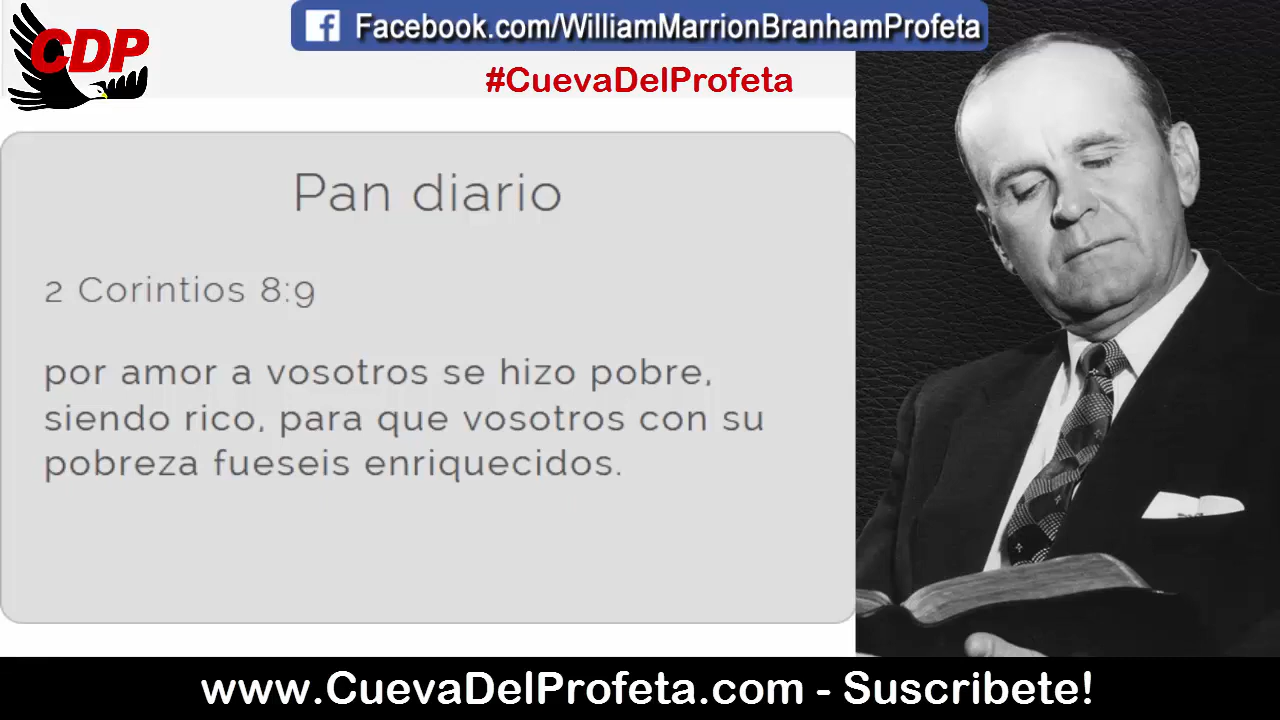 CDP
Facebook.com/WilliamMarrionBranhamProfeta
#CuevaDelProfeta
Pan diario
2 Corintios 8:9
por amor a vosotros se hizo pobre,
siendo rico, para que vosotros con su
pobreza fueseis enriquecidos.
www.CuevaDelProfeta.com - Suscribete!